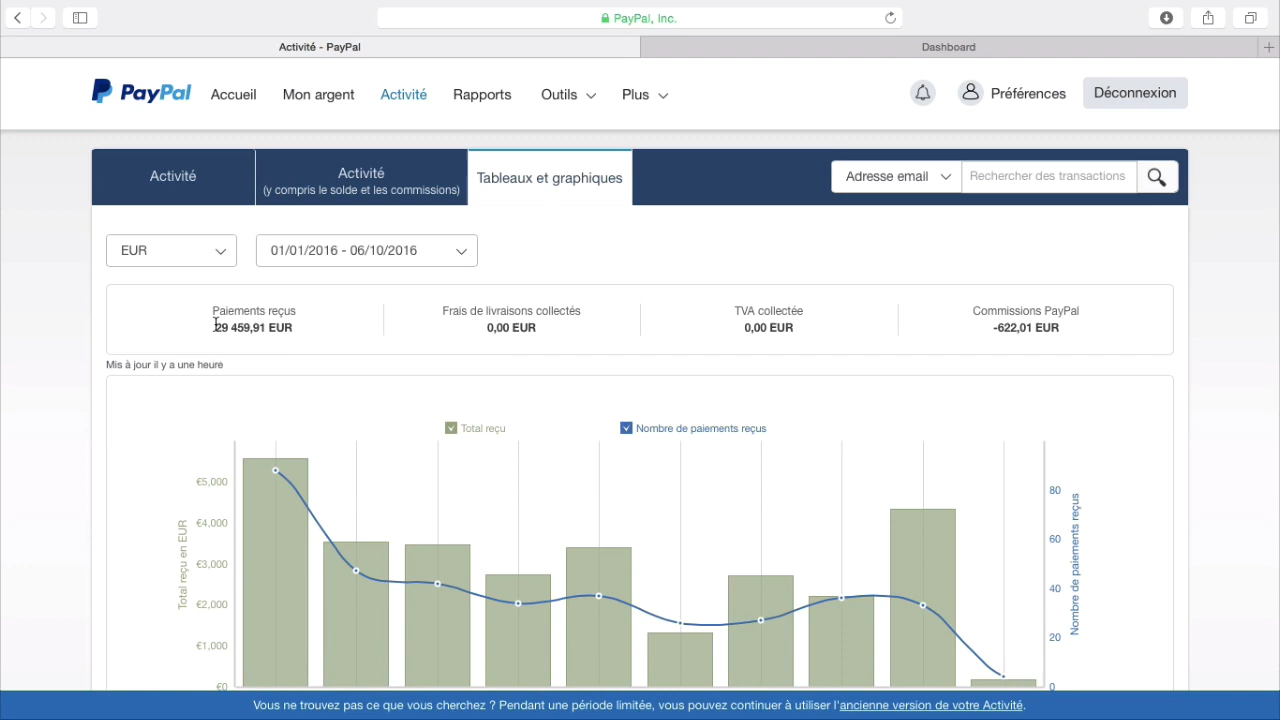 PayPal, Inc.
Activité - PayPal
Dashboard
PayPal Accueil Mon argent Activité Rapports Outils Plus Préférences Déconnexion
Activité
Activité
(y compris le solde et les commissions)
Tableaux et graphiques
Adresse email
Rechercher des transactions
EUR
01/01/2016 - 06/10/2016
Paiements reçus
29 459,91 EUR
Frais de livraisons collectés
0,00 EUR
TVA collectée
0,00 EUR
Commissions PayPal
-622,01 EUR
Mis à jour il y a une heure
Total reçu
Nombre de paiements reçus
Total reçu en EUR
€5,000
€4,000
€3,000
€2,000
€1,000
€0
80
60
40
20
0
Nombre de paiements reçus
Vous ne trouvez pas ce que vous cherchez ? Pendant une période limitée, vous pouvez continuer à utiliser l'ancienne version de votre Activité.